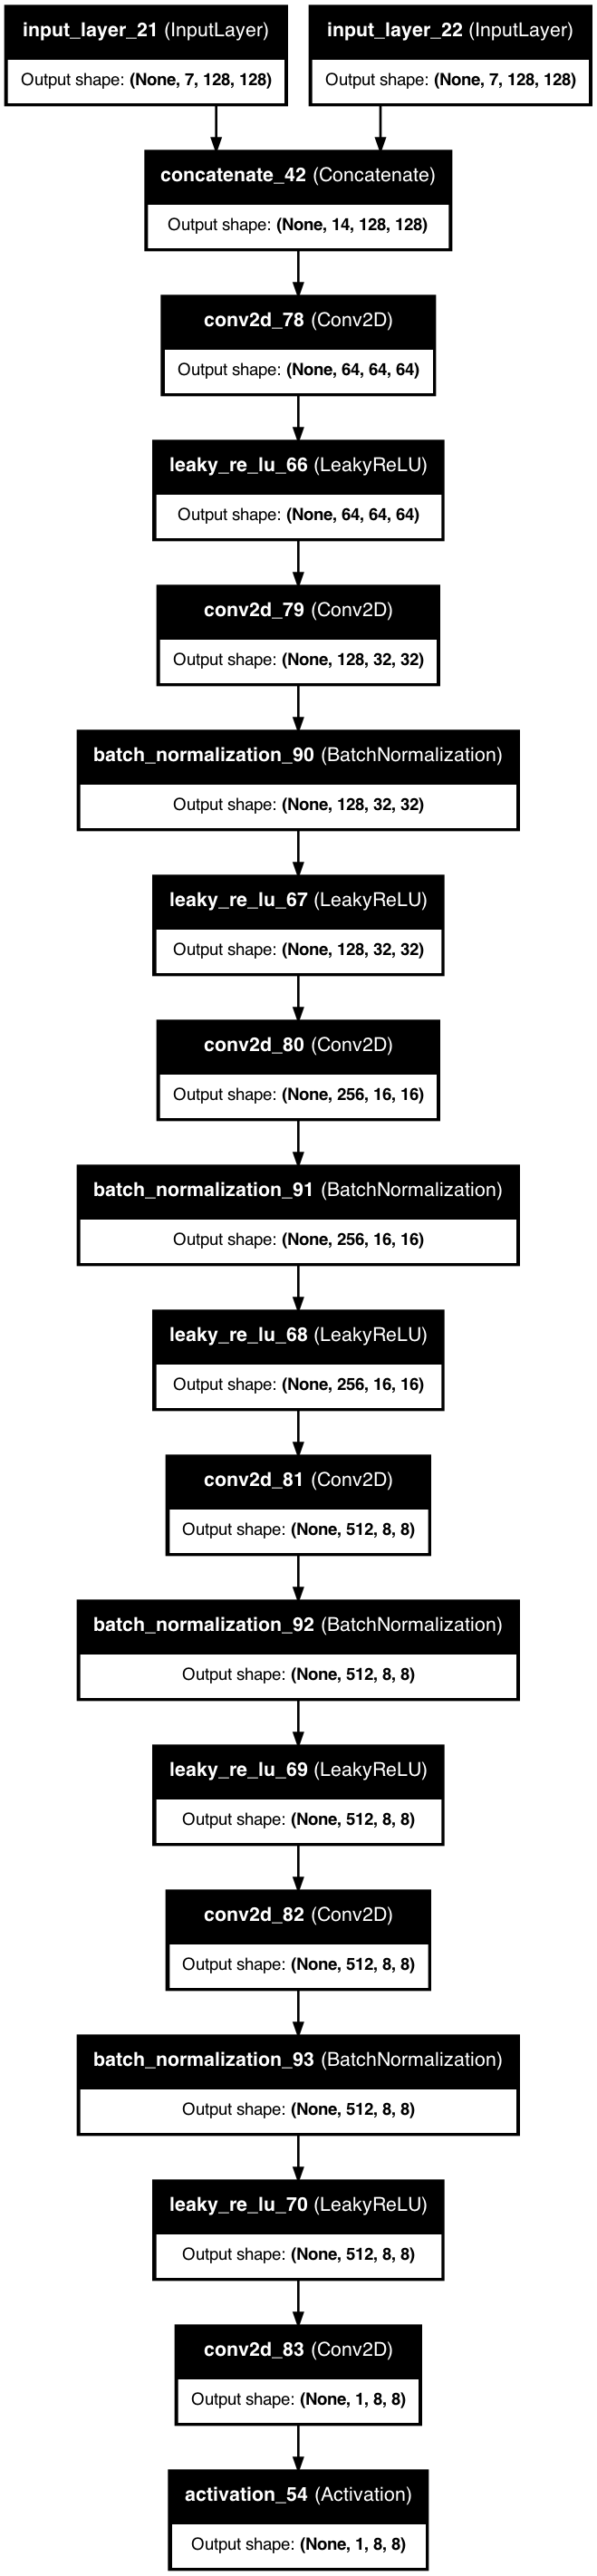 input_layer_21 (InputLayer) input_layer_22 (InputLayer)
Output shape: (None, 7, 128, 128) Output shape: (None, 7, 128, 128)
concatenate_42 (Concatenate)
Output shape: (None, 14, 128, 128)
conv2d_78 (Conv2D)
Output shape: (None, 64, 64, 64)
leaky_re_lu_66 (LeakyReLU)
Output shape: (None, 64, 64, 64)
conv2d_79 (Conv2D)
Output shape: (None, 128, 32, 32)
batch_normalization_90 (BatchNormalization)
Output shape: (None, 128, 32, 32)
leaky_re_lu_67 (LeakyReLU)
Output shape: (None, 128, 32, 32)
conv2d_80 (Conv2D)
Output shape: (None, 256, 16, 16)
batch_normalization_91 (BatchNormalization)
Output shape: (None, 256, 16, 16)
leaky_re_lu_68 (LeakyReLU)
Output shape: (None, 256, 16, 16)
conv2d_81 (Conv2D)
Output shape: (None, 512, 8, 8)
batch_normalization_92 (BatchNormalization)
Output shape: (None, 512, 8, 8)
leaky_re_lu_69 (LeakyReLU)
Output shape: (None, 512, 8, 8)
conv2d_82 (Conv2D)
Output shape: (None, 512, 8, 8)
batch_normalization_93 (BatchNormalization)
Output shape: (None, 512, 8, 8)
leaky_re_lu_70 (LeakyReLU)
Output shape: (None, 512, 8, 8)
conv2d_83 (Conv2D)
Output shape: (None, 1, 8, 8)
activation_54 (Activation)
Output shape: (None, 1, 8, 8)